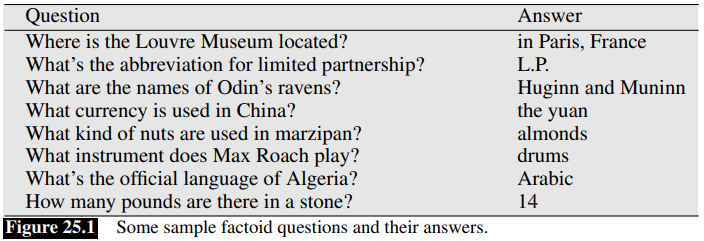 Question Answer
Where is the Louvre Museum located? in Paris, France
What's the abbreviation for limited partnership? L.P.
What are the names of Odin's ravens? Huginn and Muninn
What currency is used in China? the yuan
What kind of nuts are used in marzipan? almonds
What instrument does Max Roach play? drums
What's the official language of Algeria? Arabic
How many pounds are there in a stone? 14
Figure 25.1 Some sample factoid questions and their answers.